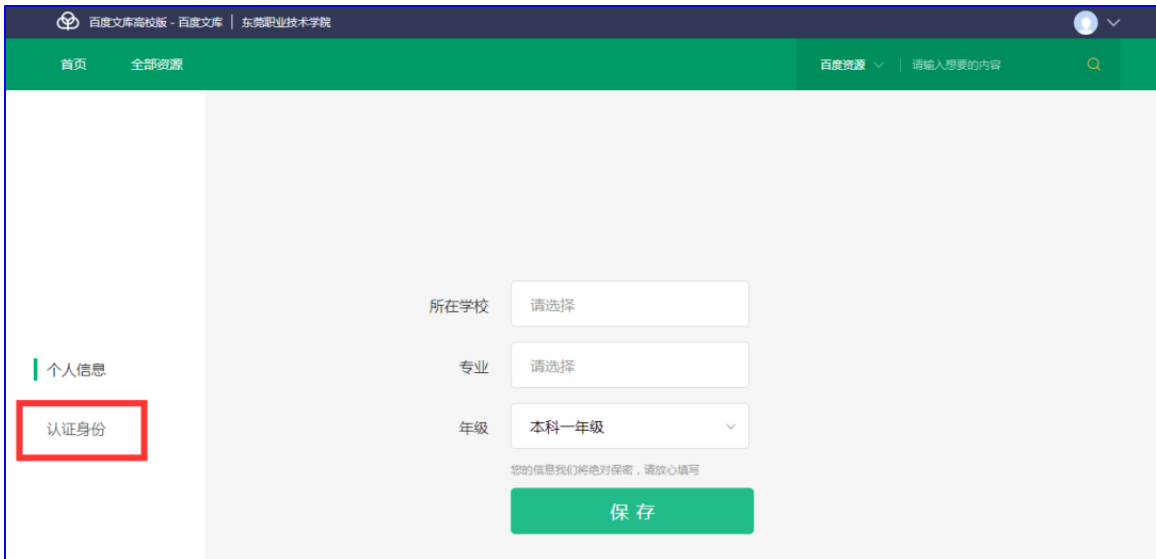 百度文库高校版 - 百度文库 | 东莞职业技术学院
首页 全部资源 百度资源 | 请输入想要的内容
所在学校 请选择
个人信息
专业 请选择
认证身份
年级 本科一年级
您的信息我们将绝对保密，请放心填写
保存